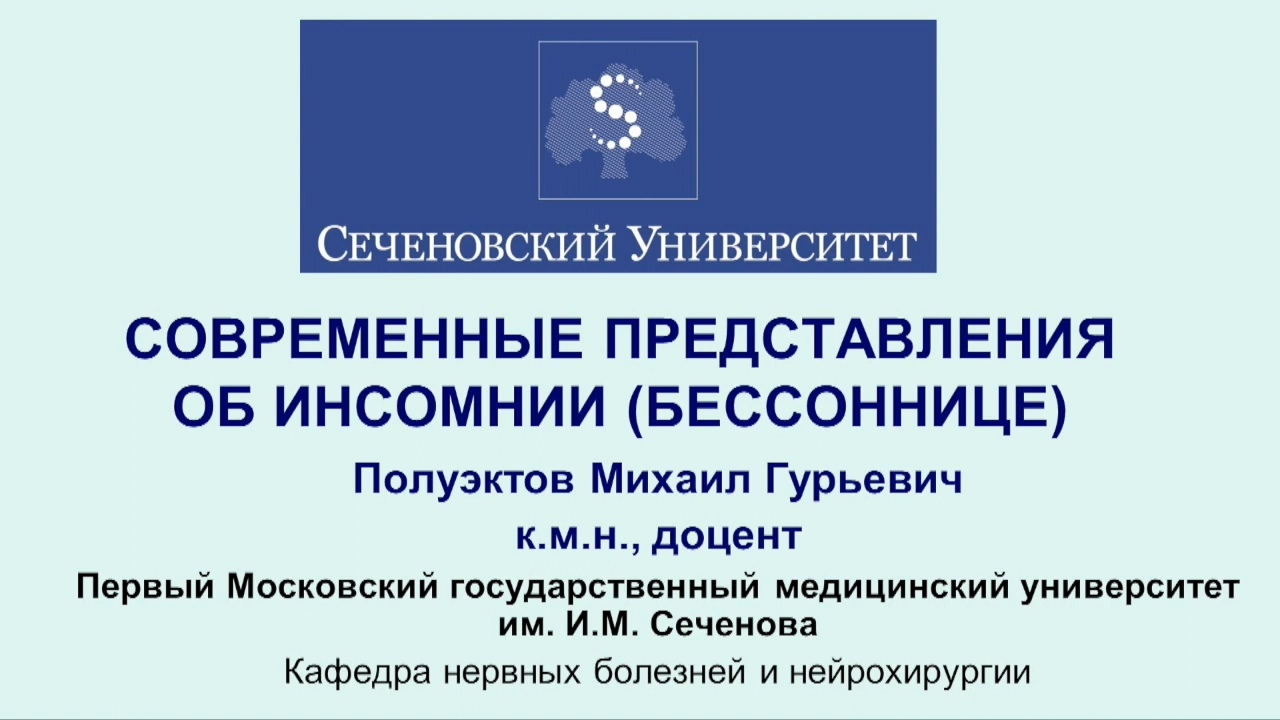 СЕЧЕНОВСКИЙ УНИВЕРСИТЕТ
СОВРЕМЕННЫЕ ПРЕДСТАВЛЕНИЯ
ОБ ИНСОМНИИ (БЕССОННИЦЕ)
Полуэктов Михаил Гурьевич
к.м.н., доцент
Первый Московский государственный медицинский университет
им. И.М. Сеченова
Кафедра нервных болезней и нейрохирургии